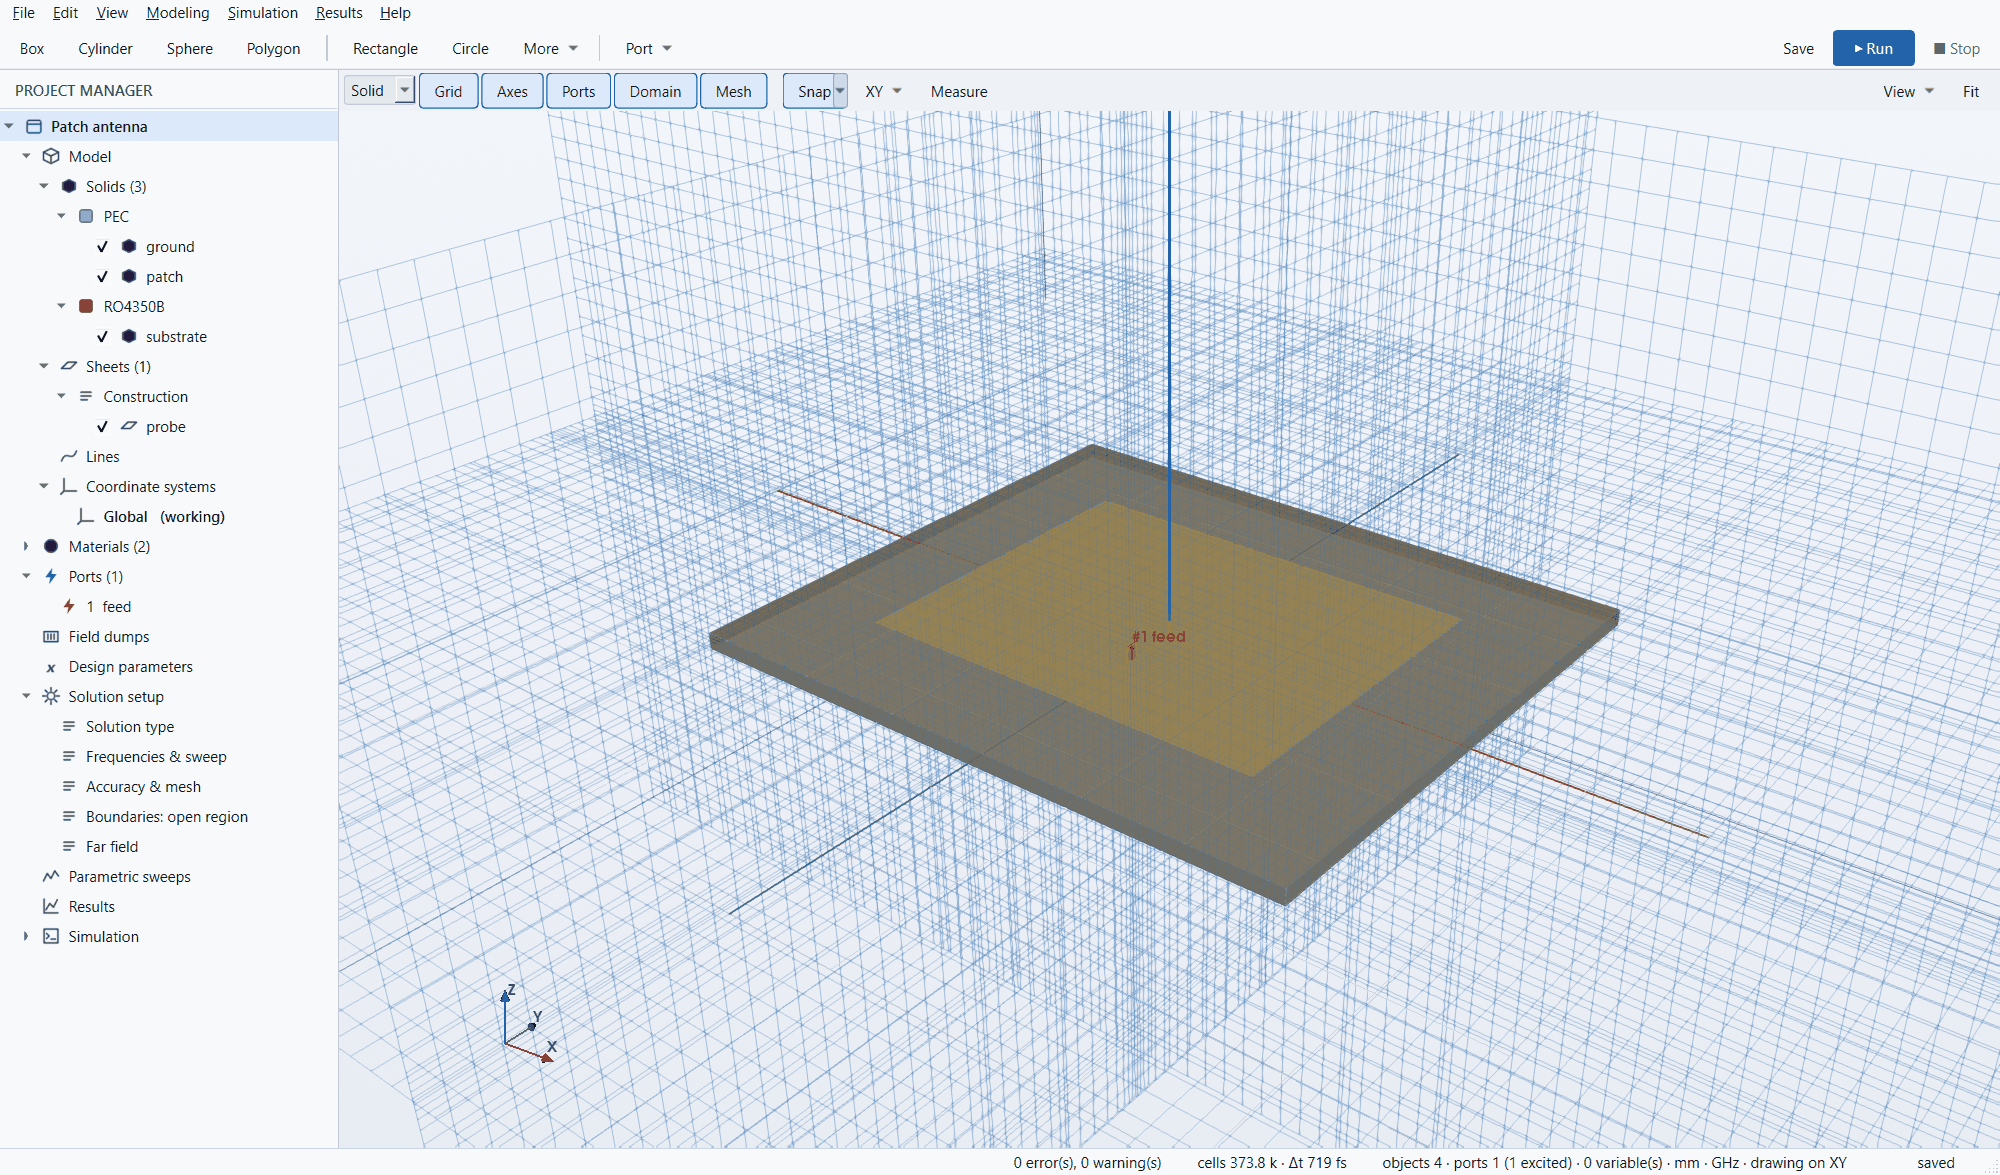 File Edit View Modeling Simulation Results Help
Box Cylinder Sphere Polygon Rectangle Circle More Port Save Run Stop
PROJECT MANAGER
Solid Grid Axes Ports Domain Mesh Snap XY Measure View Fit
Patch antenna
Model
Solids (3)
PEC
ground
patch
RO4350B
substrate
Sheets (1)
Construction
probe
Lines
Coordinate systems
Global (working)
Materials (2)
Ports (1)
1 feed
Field dumps
Design parameters
Solution setup
Solution type
Frequencies & sweep
Accuracy & mesh
Boundaries: open region
Far field
Parametric sweeps
Results
Simulation
#1 feed
Z
Y
X
0 error(s), 0 warning(s) cells 373.8 k · Δt 719 fs objects 4 · ports 1 (1 excited) · 0 variable(s) · mm · GHz · drawing on XY saved